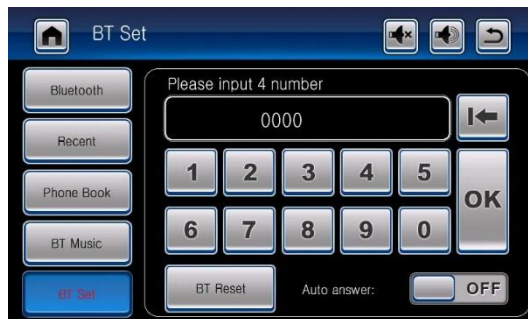 BT Set
Bluetooth
Recent
Phone Book
BT Music
BT Set
Please input 4 number
0000
1 2 3 4 5
6 7 8 9 0
OK
BT Reset
Auto answer:
OFF